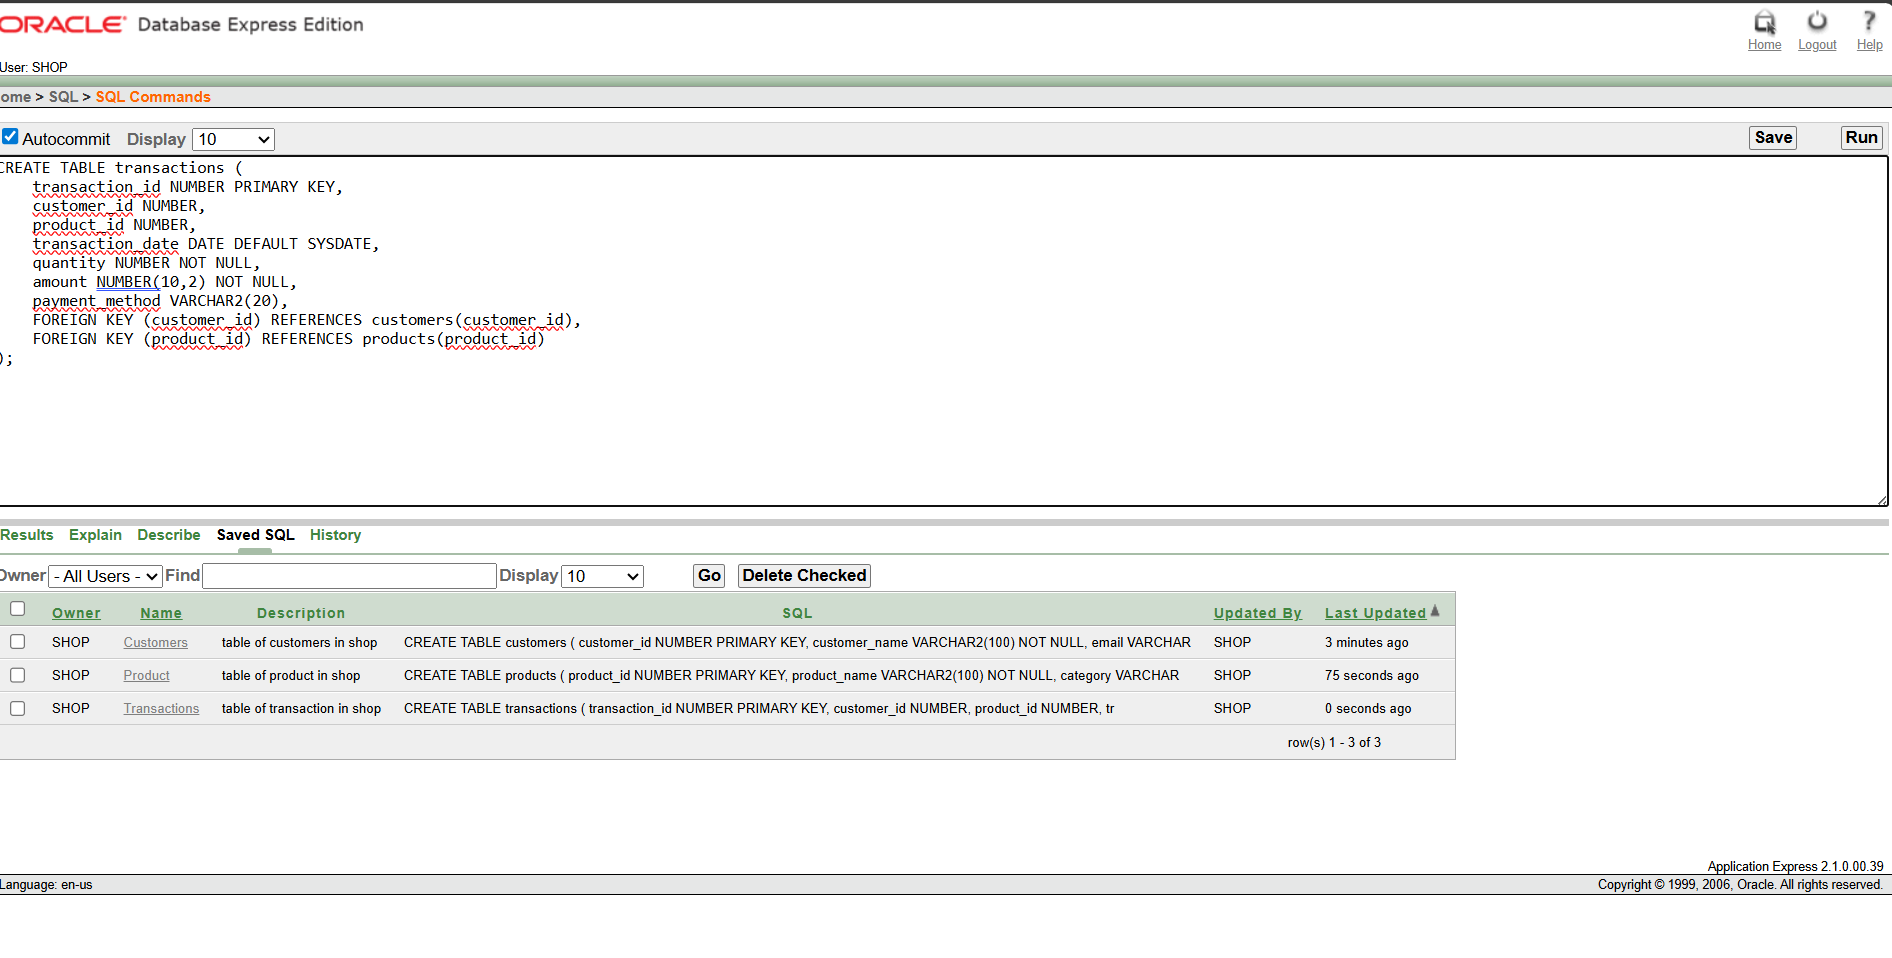 ORACLE Database Express Edition
Home Logout Help
User: SHOP
ome > SQL > SQL Commands
Autocommit Display 10 Save Run
CREATE TABLE transactions (
transaction_id NUMBER PRIMARY KEY,
customer_id NUMBER,
product_id NUMBER,
transaction_date DATE DEFAULT SYSDATE,
quantity NUMBER NOT NULL,
amount NUMBER(10,2) NOT NULL,
payment_method VARCHAR2(20),
FOREIGN KEY (customer_id) REFERENCES customers(customer_id),
FOREIGN KEY (product_id) REFERENCES products(product_id)
);
Results Explain Describe Saved SQL History
Owner - All Users - Find Display 10 Go Delete Checked
Owner Name Description SQL Updated By Last Updated
SHOP Customers table of customers in shop CREATE TABLE customers ( customer_id NUMBER PRIMARY KEY, customer_name VARCHAR2(100) NOT NULL, email VARCHAR SHOP 3 minutes ago
SHOP Product table of product in shop CREATE TABLE products ( product_id NUMBER PRIMARY KEY, product_name VARCHAR2(100) NOT NULL, category VARCHAR SHOP 75 seconds ago
SHOP Transactions table of transaction in shop CREATE TABLE transactions ( transaction_id NUMBER PRIMARY KEY, customer_id NUMBER, product_id NUMBER, tr SHOP 0 seconds ago
row(s) 1 - 3 of 3
Application Express 2.1.0.00.39
Language: en-us Copyright © 1999, 2006, Oracle. All rights reserved.